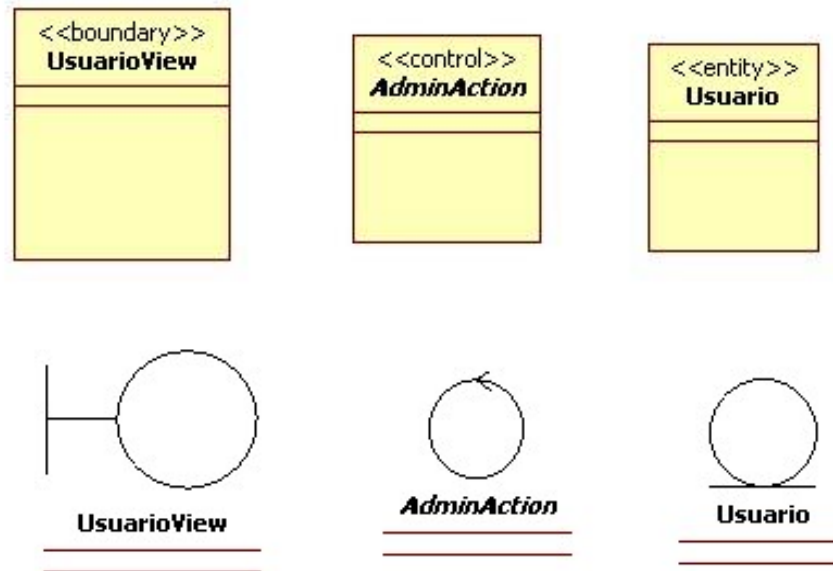 <<boundary>>
UsuarioView
<<control>>
AdminAction
<<entity>>
Usuario
UsuarioView
AdminAction
Usuario